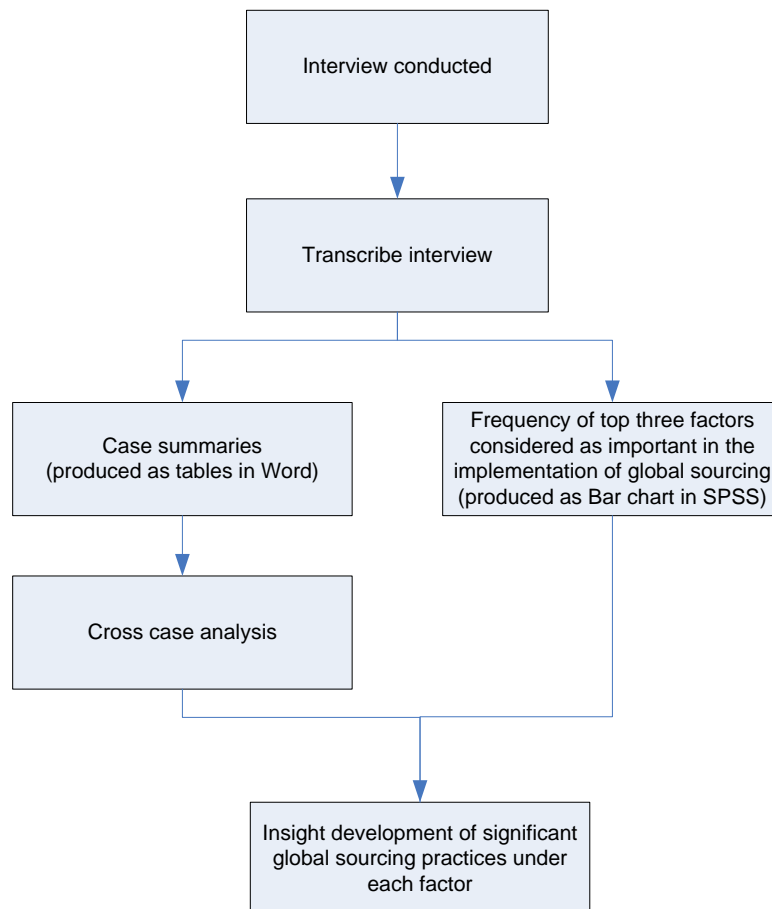 Interview conducted
Transcribe interview
Case summaries
(produced as tables in Word)
Frequency of top three factors
considered as important in the
implementation of global sourcing
(produced as Bar chart in SPSS)
Cross case analysis
Insight development of significant
global sourcing practices under
each factor